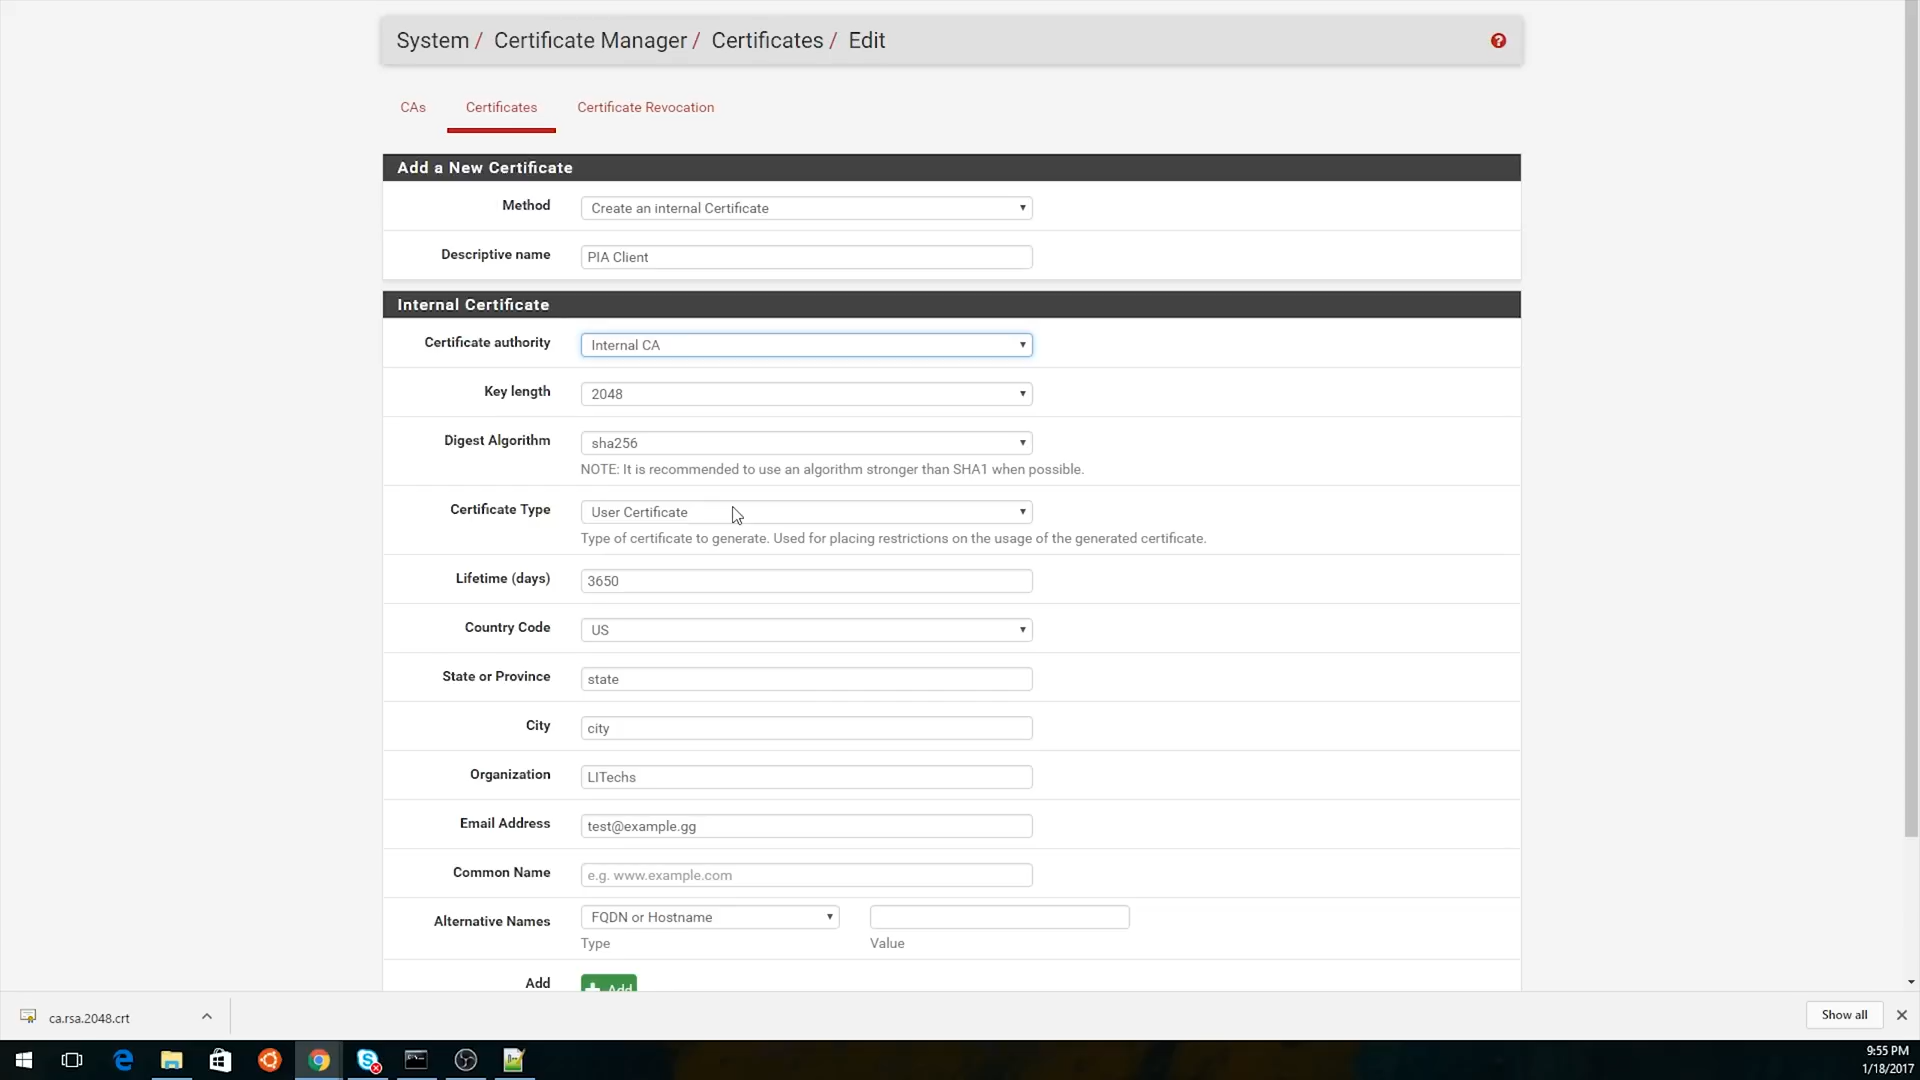 System / Certificate Manager / Certificates / Edit
CAs
Certificates
Certificate Revocation
Add a New Certificate
Method
Create an internal Certificate
Descriptive name
PIA Client
Internal Certificate
Certificate authority
Internal CA
Key length
2048
Digest Algorithm
sha256
NOTE: It is recommended to use an algorithm stronger than SHA1 when possible.
Certificate Type
User Certificate
Type of certificate to generate. Used for placing restrictions on the usage of the generated certificate.
Lifetime (days)
3650
Country Code
US
State or Province
state
City
city
Organization
LITechs
Email Address
test@example.gg
Common Name
e.g. www.example.com
Alternative Names
FQDN or Hostname
Type
Value
Add
Add
ca.rsa.2048.crt
Show all
9:55 PM
1/18/2017